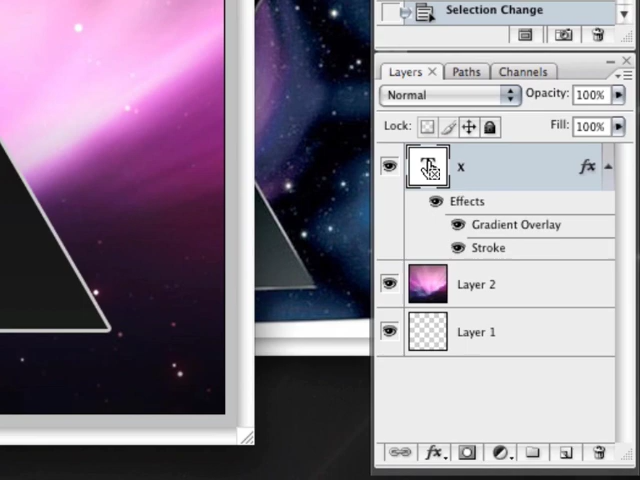 Selection Change
Layers × Paths Channels
Normal Opacity: 100%
Lock: Fill: 100%
T x fx
Effects
Gradient Overlay
Stroke
Layer 2
Layer 1
fx.